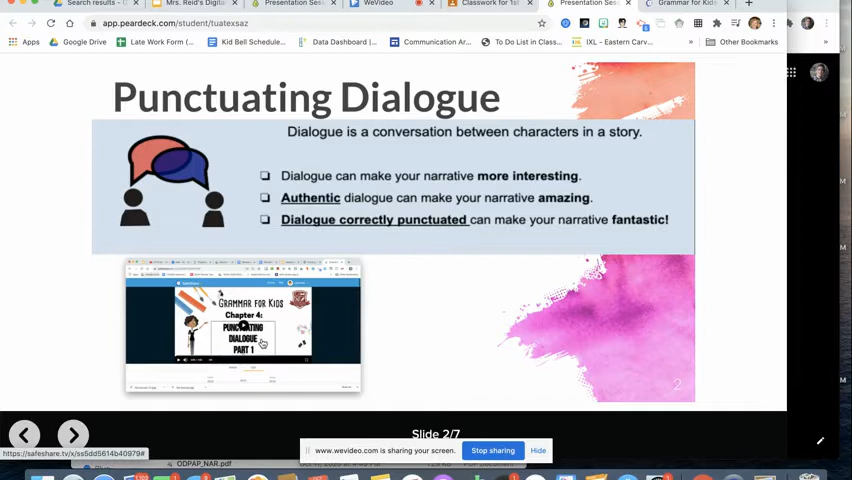 Search results -
Mrs. Reid's Digital
Presentation Sess
WeVideo
Classwork for 1st
Presentation Sess
Grammar for Kids
app.peardeck.com/student/tuatexsaz
Apps
Google Drive
Late Work Form (...
Kid Bell Schedule...
Data Dashboard |...
Communication Ar...
To Do List in Class...
IXL - Eastern Carv...
Other Bookmarks
Punctuating Dialogue
Dialogue is a conversation between characters in a story.
Dialogue can make your narrative more interesting.
Authentic dialogue can make your narrative amazing.
Dialogue correctly punctuated can make your narrative fantastic!
GRAMMAR FOR KIDS
Chapter 4:
PUNCTUATING
DIALOGUE
PART 1
2
Slide 2/7
https://safeshare.tv/x/ss5dd5614b40979#
www.wevideo.com is sharing your screen.
Stop sharing
Hide
ODPAP_NAR.pdf